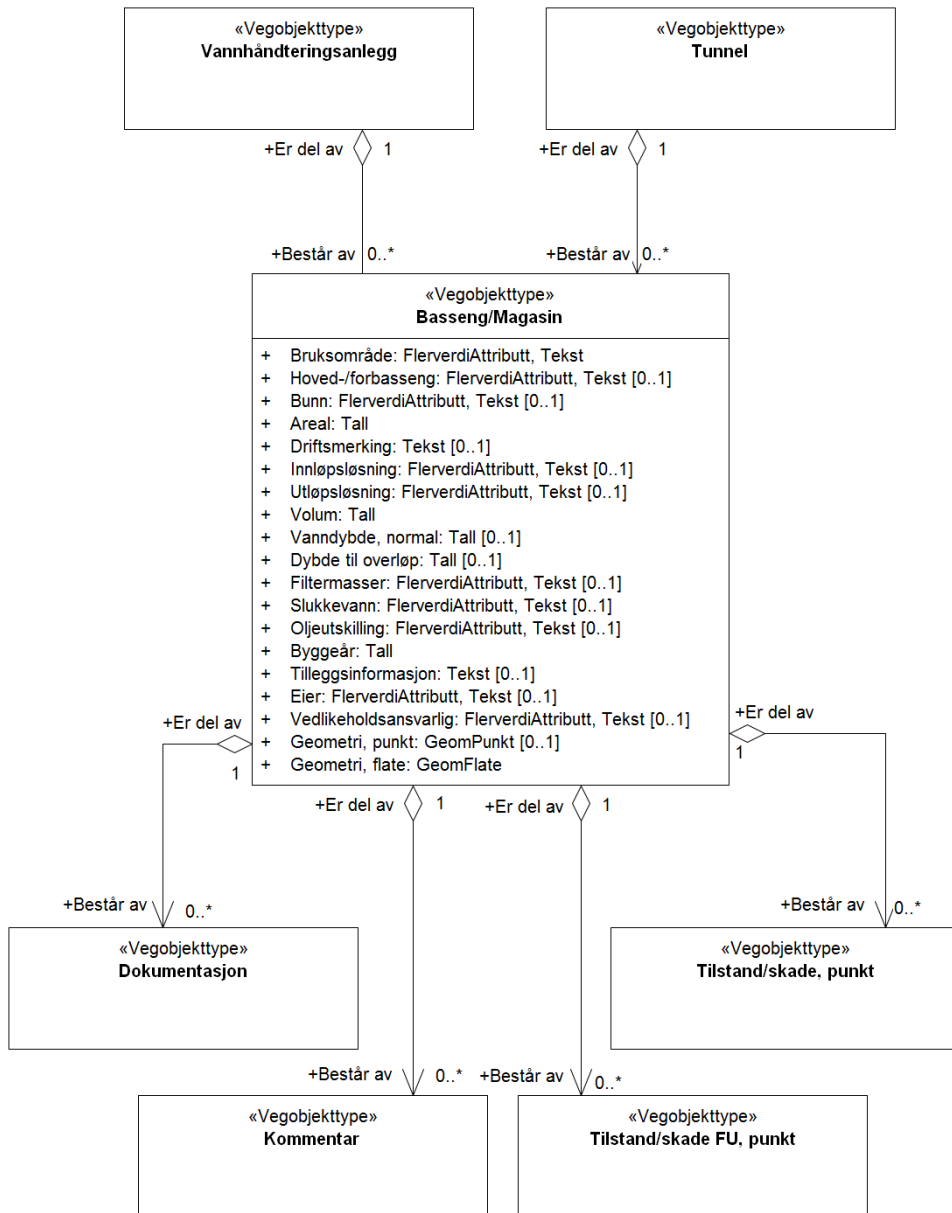 «Vegobjekttype»
Vannhåndteringsanlegg
«Vegobjekttype»
Tunnel
+Er del av 1
+Er del av 1
+Består av 0..*
+Består av 0..*
«Vegobjekttype»
Basseng/Magasin
+ Bruksområde: FlerverdiAttributt, Tekst
+ Hoved-/forbasseng: FlerverdiAttributt, Tekst [0..1]
+ Bunn: FlerverdiAttributt, Tekst [0..1]
+ Areal: Tall
+ Driftsmerking: Tekst [0..1]
+ Innløpsløsning: FlerverdiAttributt, Tekst [0..1]
+ Utløpsløsning: FlerverdiAttributt, Tekst [0..1]
+ Volum: Tall
+ Vanndybde, normal: Tall [0..1]
+ Dybde til overløp: Tall [0..1]
+ Filtermasser: FlerverdiAttributt, Tekst [0..1]
+ Slukkevann: FlerverdiAttributt, Tekst [0..1]
+ Oljeutskilling: FlerverdiAttributt, Tekst [0..1]
+ Byggeår: Tall
+ Tilleggsinformasjon: Tekst [0..1]
+ Eier: FlerverdiAttributt, Tekst [0..1]
+ Vedlikeholdsansvarlig: FlerverdiAttributt, Tekst [0..1]
+ Geometri, punkt: GeomPunkt [0..1]
+ Geometri, flate: GeomFlate
+Er del av
1
+Er del av
1
+Er del av 1
+Er del av 1
+Består av 0..*
+Består av 0..*
«Vegobjekttype»
Dokumentasjon
«Vegobjekttype»
Tilstand/skade, punkt
+Består av 0..*
+Består av 0..*
«Vegobjekttype»
Kommentar
«Vegobjekttype»
Tilstand/skade FU, punkt